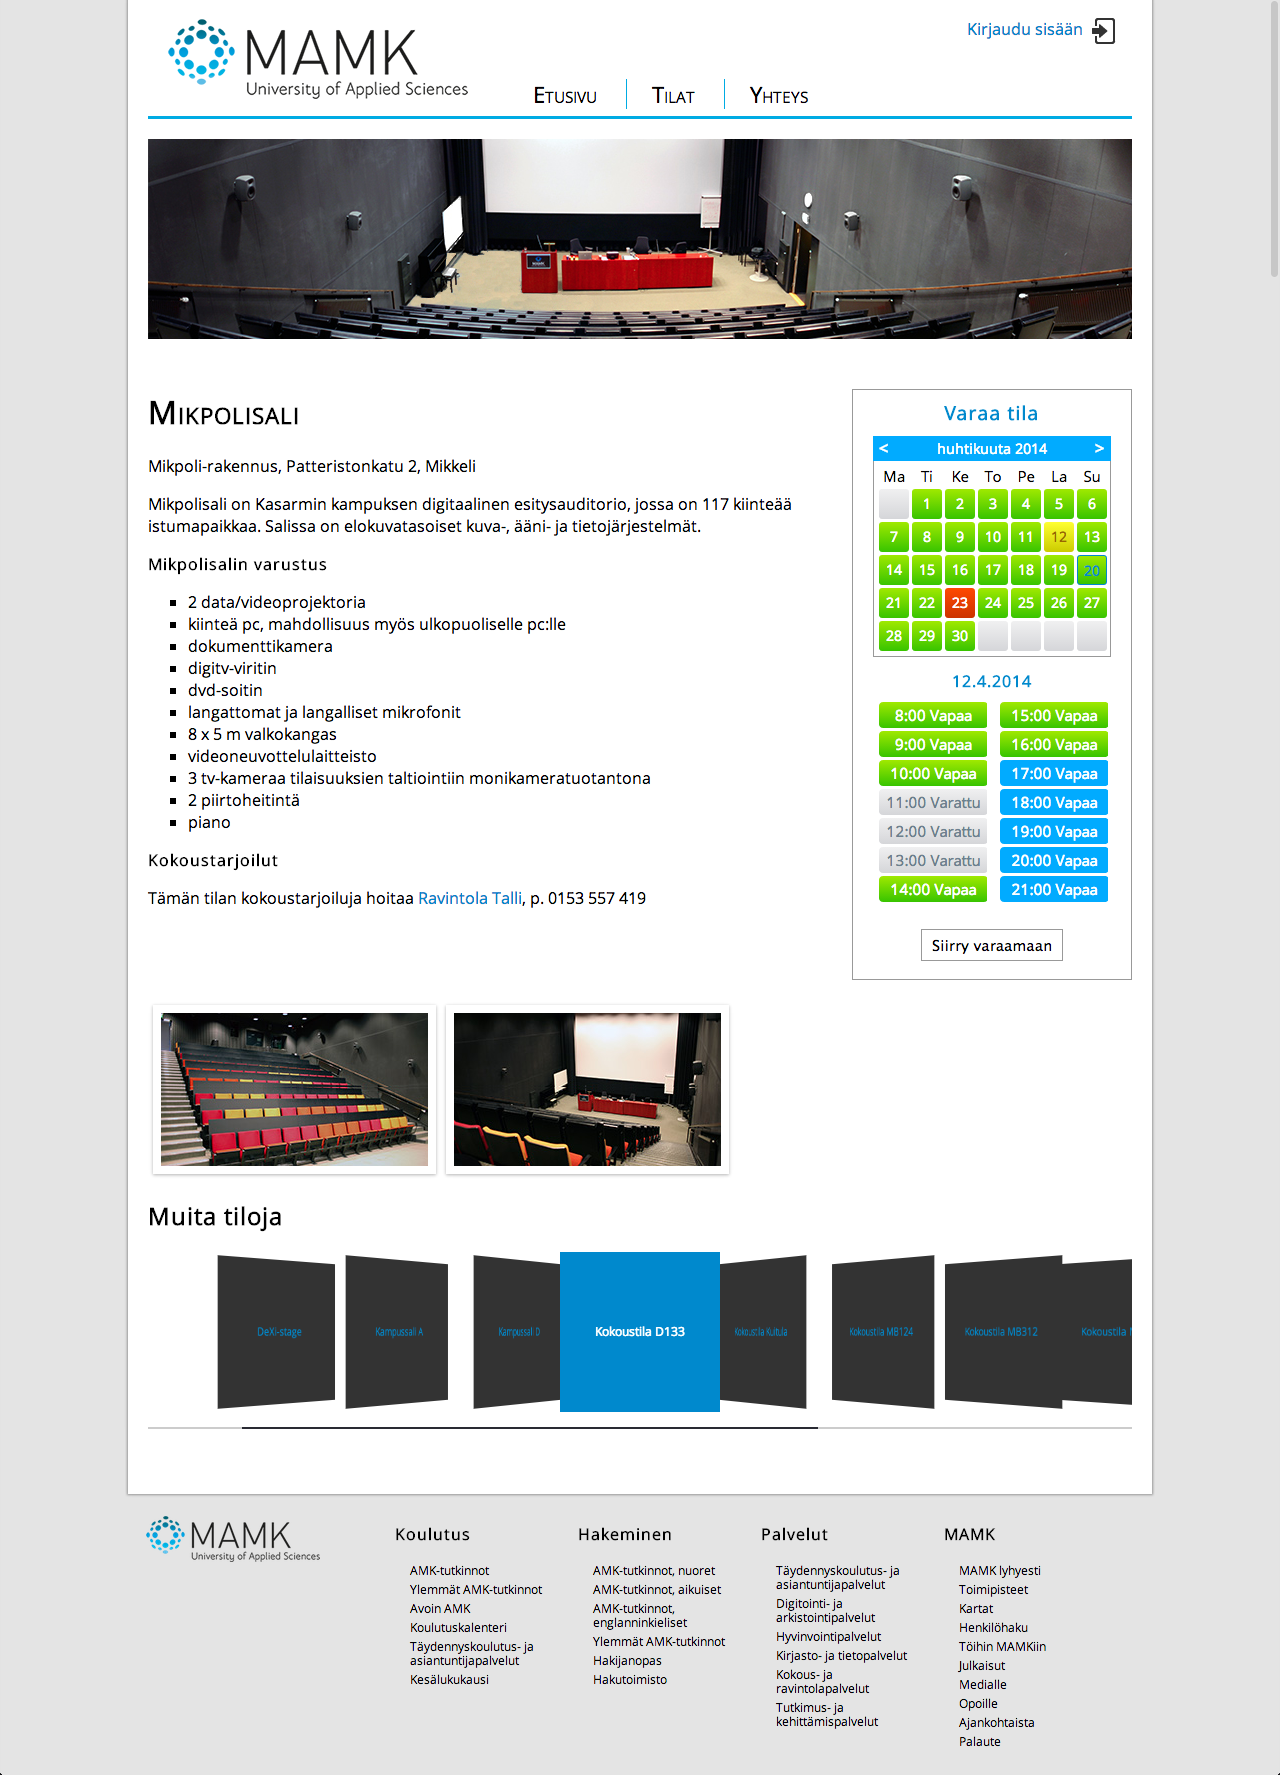 MAMK
University of Applied Sciences
Kirjaudu sisään
Etusivu
Tilat
Yhteys
MAMK
Mikpolisali
Mikpoli-rakennus, Patteristonkatu 2, Mikkeli
Mikpolisali on Kasarmin kampuksen digitaalinen esitysauditorio, jossa on 117 kiinteää
istumapaikkaa. Salissa on elokuvatasoiset kuva-, ääni- ja tietojärjestelmät.
Mikpolisalin varustus
2 data/videoprojektoria
kiinteä pc, mahdollisuus myös ulkopuoliselle pc:lle
dokumenttikamera
digitv-viritin
dvd-soitin
langattomat ja langalliset mikrofonit
8 x 5 m valkokangas
videoneuvottelulaitteisto
3 tv-kameraa tilaisuuksien taltiointiin monikameratuotantona
2 piirtoheitintä
piano
Kokoustarjoilut
Tämän tilan kokoustarjoiluja hoitaa Ravintola Talli, p. 0153 557 419
Varaa tila
< huhtikuuta 2014 >
Ma Ti Ke To Pe La Su
1 2 3 4 5 6
7 8 9 10 11 12 13
14 15 16 17 18 19 20
21 22 23 24 25 26 27
28 29 30
12.4.2014
8:00 Vapaa
9:00 Vapaa
10:00 Vapaa
11:00 Varattu
12:00 Varattu
13:00 Varattu
14:00 Vapaa
15:00 Vapaa
16:00 Vapaa
17:00 Vapaa
18:00 Vapaa
19:00 Vapaa
20:00 Vapaa
21:00 Vapaa
Siirry varaamaan
Muita tiloja
DeXi-stage
Kampussali A
Kampussali D
Kokoustila D133
Kokoustila Kuitula
Kokoustila MB124
Kokoustila MB312
Kokoustila
MAMK
University of Applied Sciences
Koulutus
AMK-tutkinnot
Ylemmät AMK-tutkinnot
Avoin AMK
Koulutuskalenteri
Täydennyskoulutus- ja
asiantuntijapalvelut
Kesälukukausi
Hakeminen
AMK-tutkinnot, nuoret
AMK-tutkinnot, aikuiset
AMK-tutkinnot,
englanninkieliset
Ylemmät AMK-tutkinnot
Hakijanopas
Hakutoimisto
Palvelut
Täydennyskoulutus- ja
asiantuntijapalvelut
Digitointi- ja
arkistointipalvelut
Hyvinvointipalvelut
Kirjasto- ja tietopalvelut
Kokous- ja
ravintolapalvelut
Tutkimus- ja
kehittämispalvelut
MAMK
MAMK lyhyesti
Toimipisteet
Kartat
Henkilöhaku
Töihin MAMKiin
Julkaisut
Medialle
Opoille
Ajankohtaista
Palaute